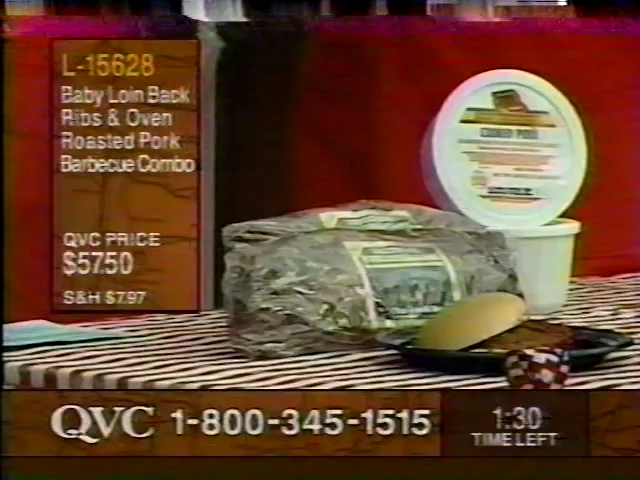 L-15628
Baby Loin Back
Ribs & Oven
Roasted Pork
Barbecue Combo
QVC PRICE
$57.50
S&H $7.97
QVC 1-800-345-1515
1:30
TIME LEFT